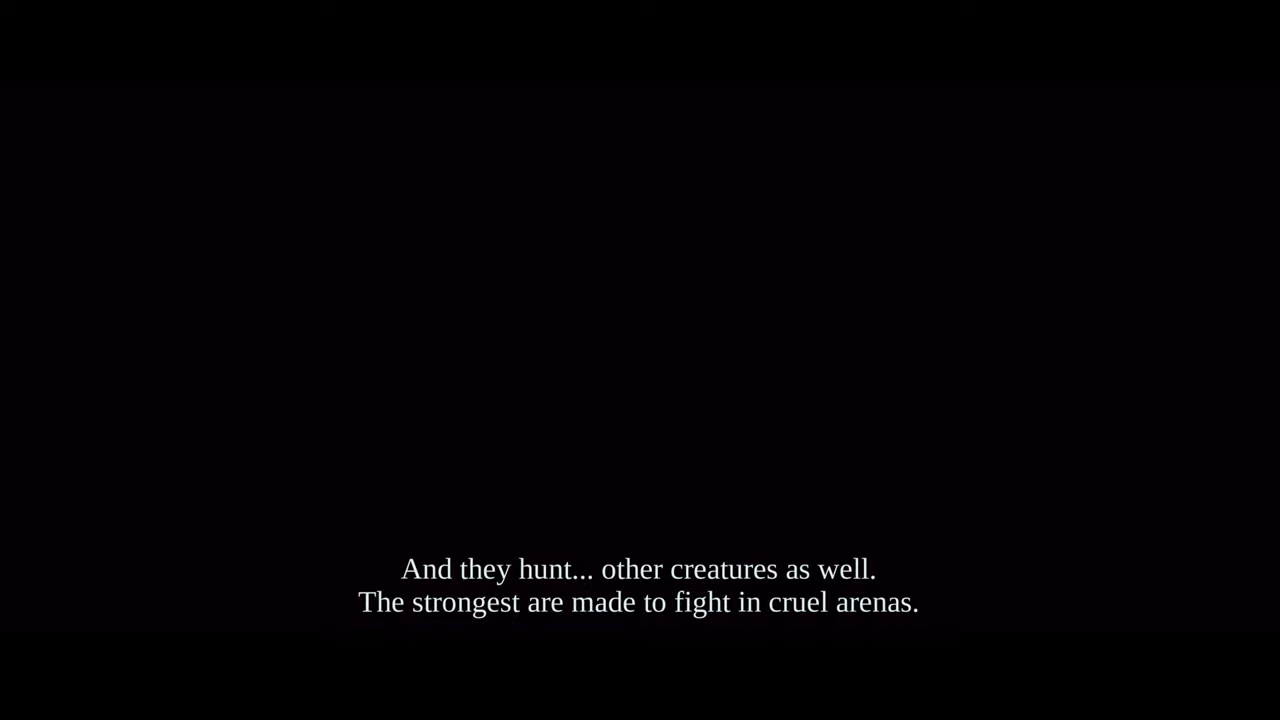 And they hunt... other creatures as well.
The strongest are made to fight in cruel arenas.